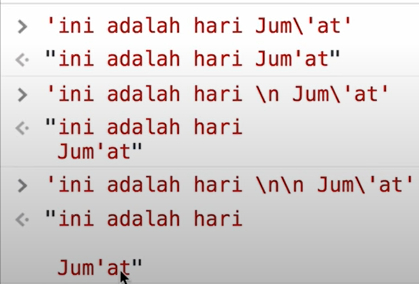 > 'ini adalah hari Jum\'at'
<· "ini adalah hari Jum'at"
> 'ini adalah hari \n Jum\'at'
<· "ini adalah hari
Jum'at"
> 'ini adalah hari \n\n Jum\'at'
<· "ini adalah hari
Jum'at"